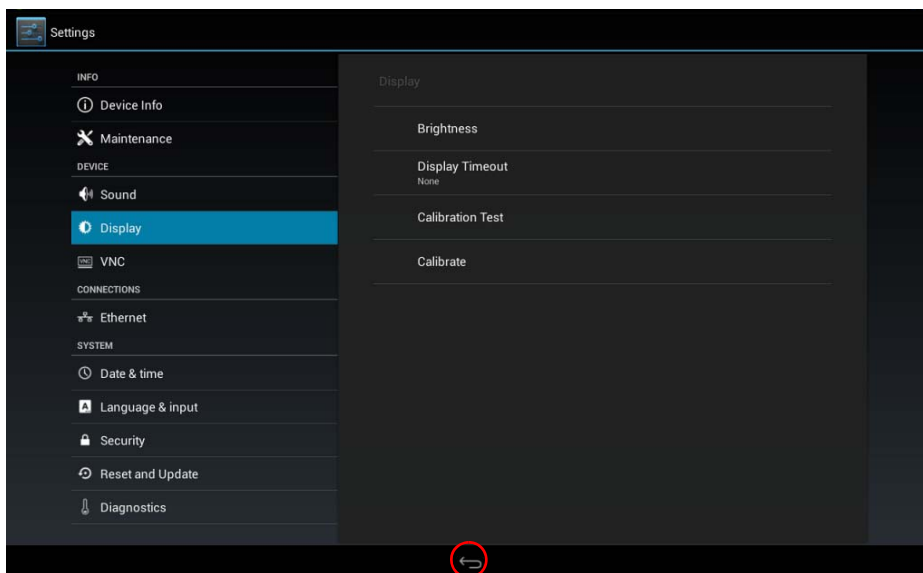 Settings
INFO
Device Info
Maintenance
DEVICE
Sound
Display
VNC
VNC
CONNECTIONS
Ethernet
SYSTEM
Date & time
A
Language & input
Security
Reset and Update
Diagnostics
Display
Brightness
Display Timeout
None
Calibration Test
Calibrate